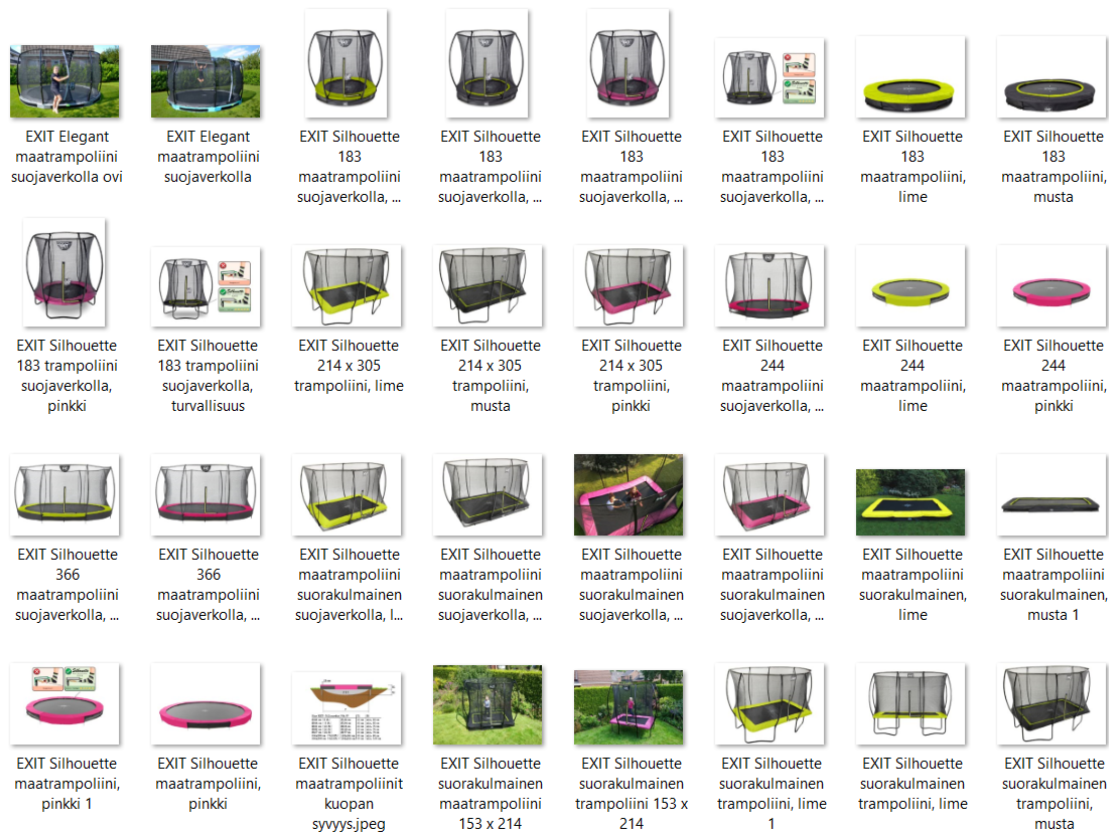 EXIT Elegant
maatrampoliini
suojaverkolla ovi
EXIT Elegant
maatrampoliini
suojaverkolla
EXIT Silhouette
183
maatrampoliini
suojaverkolla, ...
EXIT Silhouette
183
maatrampoliini
suojaverkolla, ...
EXIT Silhouette
183
maatrampoliini
suojaverkolla, ...
EXIT Silhouette
183
maatrampoliini
suojaverkolla, ...
EXIT Silhouette
183
maatrampoliini,
lime
EXIT Silhouette
183
maatrampoliini,
musta
EXIT Silhouette
183 trampoliini
suojaverkolla,
pinkki
EXIT Silhouette
183 trampoliini
suojaverkolla,
turvallisuus
EXIT Silhouette
214 x 305
trampoliini, lime
EXIT Silhouette
214 x 305
trampoliini,
musta
EXIT Silhouette
214 x 305
trampoliini,
pinkki
EXIT Silhouette
244
maatrampoliini
suojaverkolla, ...
EXIT Silhouette
244
maatrampoliini,
lime
EXIT Silhouette
244
maatrampoliini,
pinkki
EXIT Silhouette
366
maatrampoliini
suojaverkolla, ...
EXIT Silhouette
366
maatrampoliini
suojaverkolla, ...
EXIT Silhouette
maatrampoliini
suorakulmainen
suojaverkolla, l...
EXIT Silhouette
maatrampoliini
suorakulmainen
suojaverkolla, ...
EXIT Silhouette
maatrampoliini
suorakulmainen
suojaverkolla, ...
EXIT Silhouette
maatrampoliini
suorakulmainen
suojaverkolla, ...
EXIT Silhouette
maatrampoliini
suorakulmainen,
lime
EXIT Silhouette
maatrampoliini
suorakulmainen,
musta 1
EXIT Silhouette
maatrampoliini,
pinkki 1
EXIT Silhouette
maatrampoliini,
pinkki
EXIT Silhouette
maatrampoliinit
kuopan
syvyys.jpeg
EXIT Silhouette
suorakulmainen
maatrampoliini
153 x 214
EXIT Silhouette
suorakulmainen
trampoliini 153 x
214
EXIT Silhouette
suorakulmainen
trampoliini, lime
1
EXIT Silhouette
suorakulmainen
trampoliini, lime
EXIT Silhouette
suorakulmainen
trampoliini,
musta